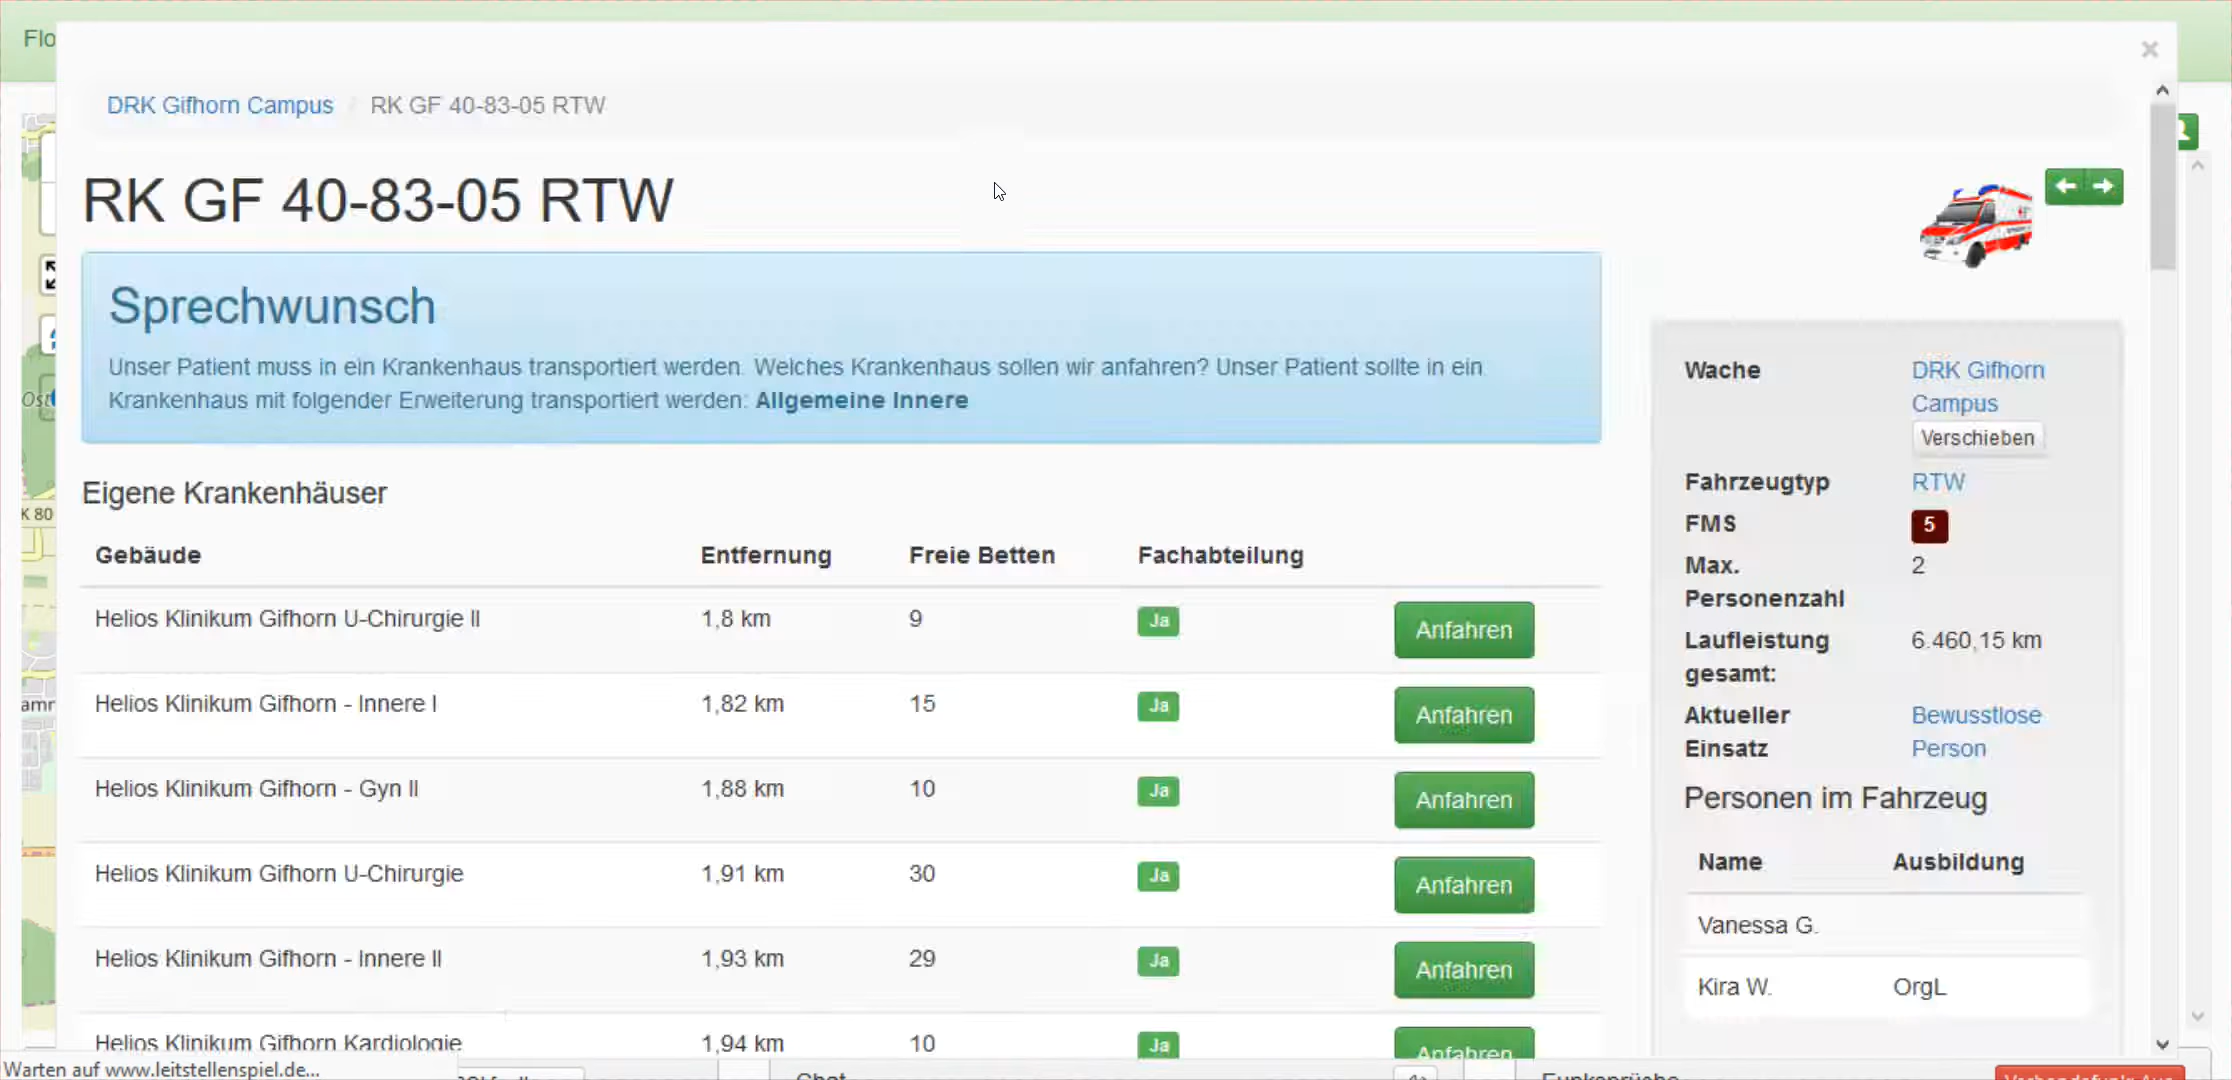 Flo
×
DRK Gifhorn Campus / RK GF 40-83-05 RTW
RK GF 40-83-05 RTW
Sprechwunsch
Unser Patient muss in ein Krankenhaus transportiert werden. Welches Krankenhaus sollen wir anfahren? Unser Patient sollte in ein
Krankenhaus mit folgender Erweiterung transportiert werden: Allgemeine Innere
Eigene Krankenhäuser
Gebäude Entfernung Freie Betten Fachabteilung
Helios Klinikum Gifhorn U-Chirurgie II 1,8 km 9 Ja Anfahren
Helios Klinikum Gifhorn - Innere I 1,82 km 15 Ja Anfahren
Helios Klinikum Gifhorn - Gyn II 1,88 km 10 Ja Anfahren
Helios Klinikum Gifhorn U-Chirurgie 1,91 km 30 Ja Anfahren
Helios Klinikum Gifhorn - Innere II 1,93 km 29 Ja Anfahren
Helios Klinikum Gifhorn Kardiologie 1,94 km 10 Ja Anfahren
Wache DRK Gifhorn
Campus
Verschieben
Fahrzeugtyp RTW
FMS 5
Max. 2
Personenzahl
Laufleistung 6.460,15 km
gesamt:
Aktueller Bewusstlose
Einsatz Person
Personen im Fahrzeug
Name Ausbildung
Vanessa G.
Kira W. OrgL
Ost
K 80
Warten auf www.leitstellenspiel.de...
Chat
Funksprüche